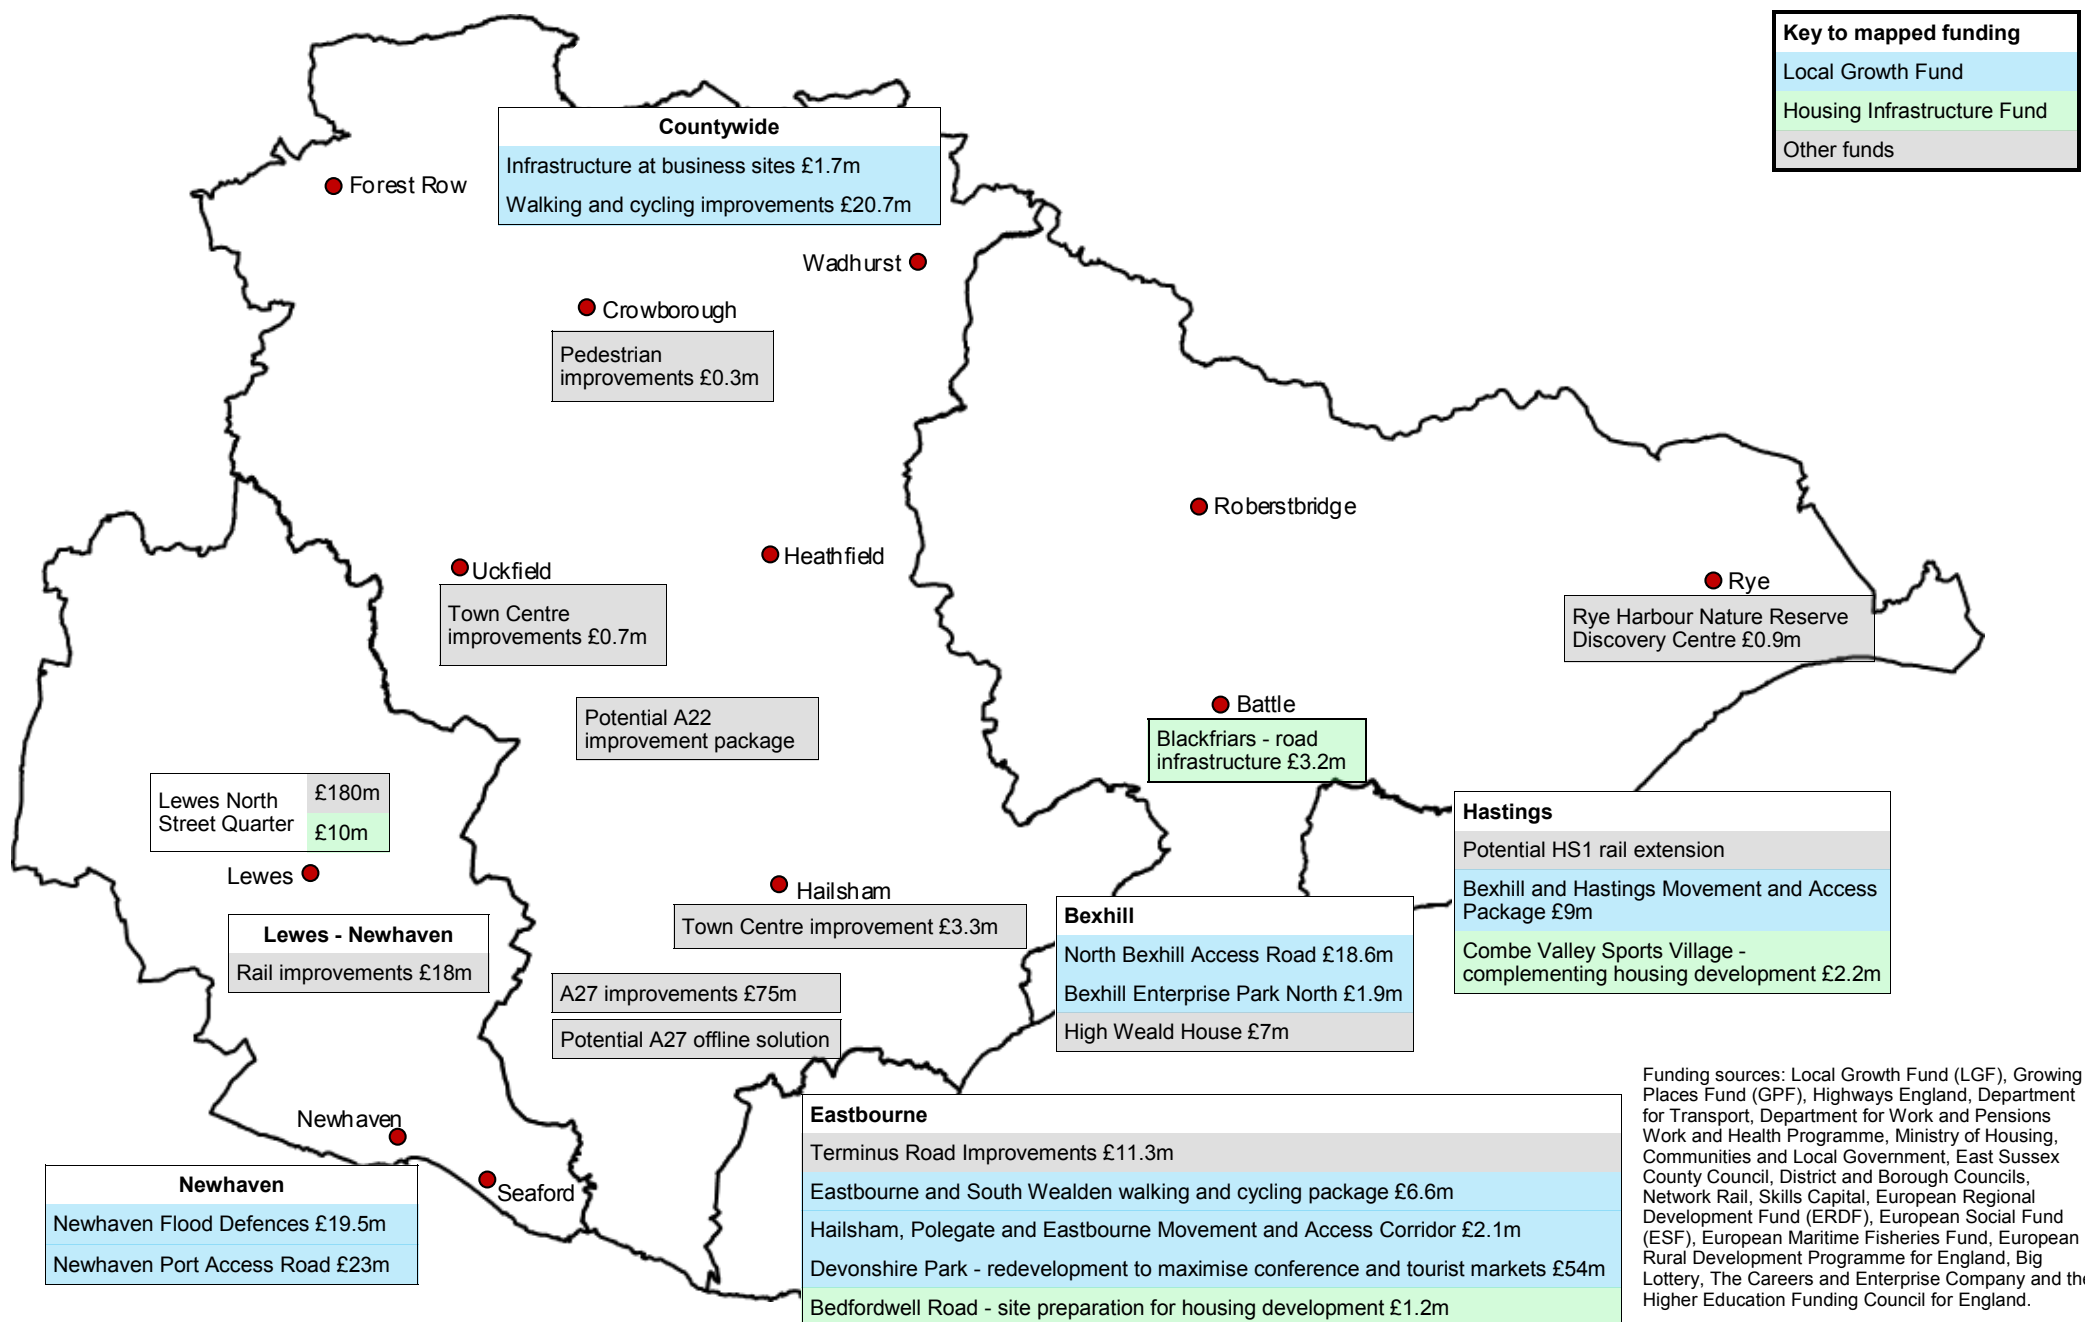 Key to mapped funding
Local Growth Fund
Housing Infrastructure Fund
Other funds
Countywide
Infrastructure at business sites £1.7m
Walking and cycling improvements £20.7m
Forest Row
Wadhurst
Crowborough
Pedestrian
improvements £0.3m
Roberstbridge
Heathfield
Uckfield
Town Centre
improvements £0.7m
Rye
Rye Harbour Nature Reserve
Discovery Centre £0.9m
Potential A22
improvement package
Battle
Blackfriars - road
infrastructure £3.2m
Lewes North
Street Quarter
£180m
£10m
Lewes
Lewes - Newhaven
Rail improvements £18m
Hailsham
Town Centre improvement £3.3m
A27 improvements £75m
Potential A27 offline solution
Bexhill
North Bexhill Access Road £18.6m
Bexhill Enterprise Park North £1.9m
High Weald House £7m
Hastings
Potential HS1 rail extension
Bexhill and Hastings Movement and Access
Package £9m
Combe Valley Sports Village -
complementing housing development £2.2m
Newhaven
Seaford
Newhaven
Newhaven Flood Defences £19.5m
Newhaven Port Access Road £23m
Eastbourne
Terminus Road Improvements £11.3m
Eastbourne and South Wealden walking and cycling package £6.6m
Hailsham, Polegate and Eastbourne Movement and Access Corridor £2.1m
Devonshire Park - redevelopment to maximise conference and tourist markets £54m
Bedfordwell Road - site preparation for housing development £1.2m
Funding sources: Local Growth Fund (LGF), Growing
Places Fund (GPF), Highways England, Department
for Transport, Department for Work and Pensions
Work and Health Programme, Ministry of Housing,
Communities and Local Government, East Sussex
County Council, District and Borough Councils,
Network Rail, Skills Capital, European Regional
Development Fund (ERDF), European Social Fund
(ESF), European Maritime Fisheries Fund, European
Rural Development Programme for England, Big
Lottery, The Careers and Enterprise Company and the
Higher Education Funding Council for England.